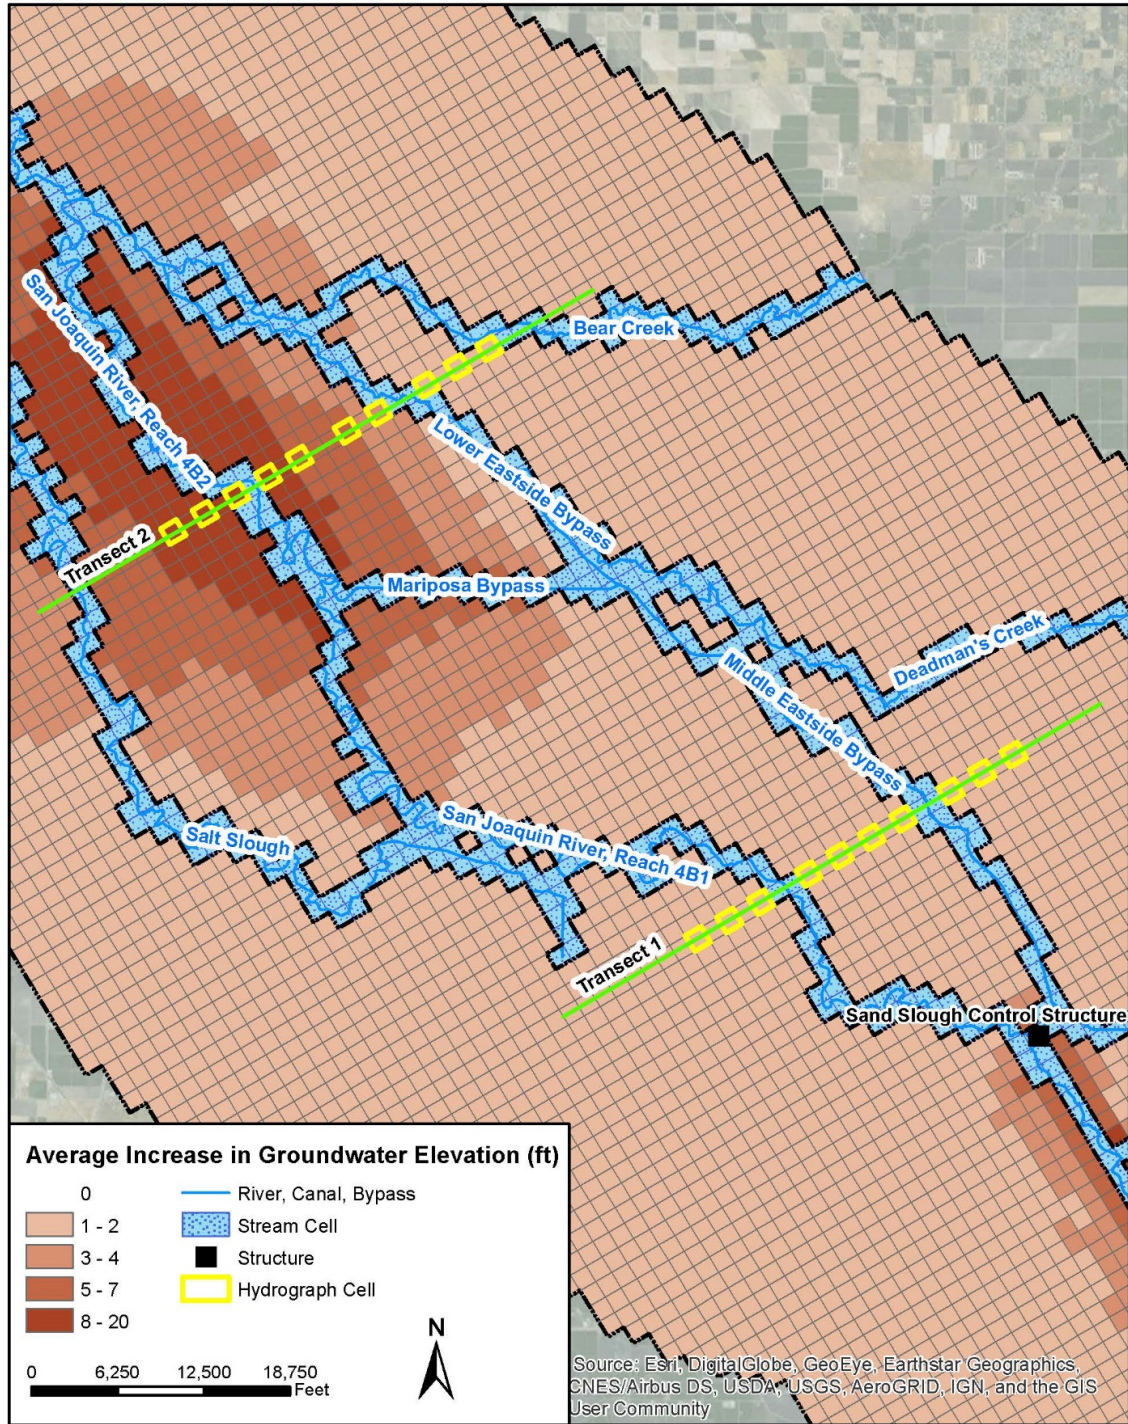 San Joaquin River, Reach 4B2
Bear Creek
Lower Eastside Bypass
Transect 2
Mariposa Bypass
Deadman's Creek
Middle Eastside Bypass
Salt Slough
San Joaquin River, Reach 4B1
Transect 1
Sand Slough Control Structure
Average Increase in Groundwater Elevation (ft)
0
1 - 2
3 - 4
5 - 7
8 - 20
River, Canal, Bypass
Stream Cell
Structure
Hydrograph Cell
N
0 6,250 12,500 18,750
Feet
Source: Esri, DigitalGlobe, GeoEye, Earthstar Geographics,
CNES/Airbus DS, USDA, USGS, AeroGRID, IGN, and the GIS
User Community